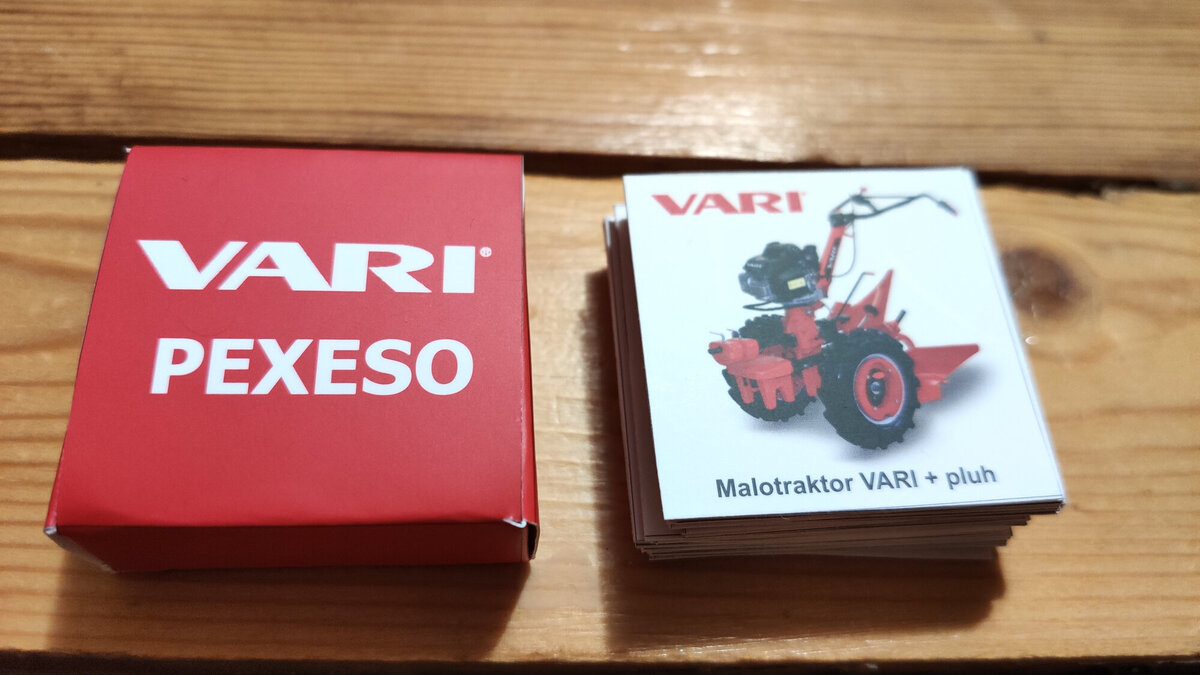 VARI®
PEXESO
VARI®
Malotraktor VARI + pluh